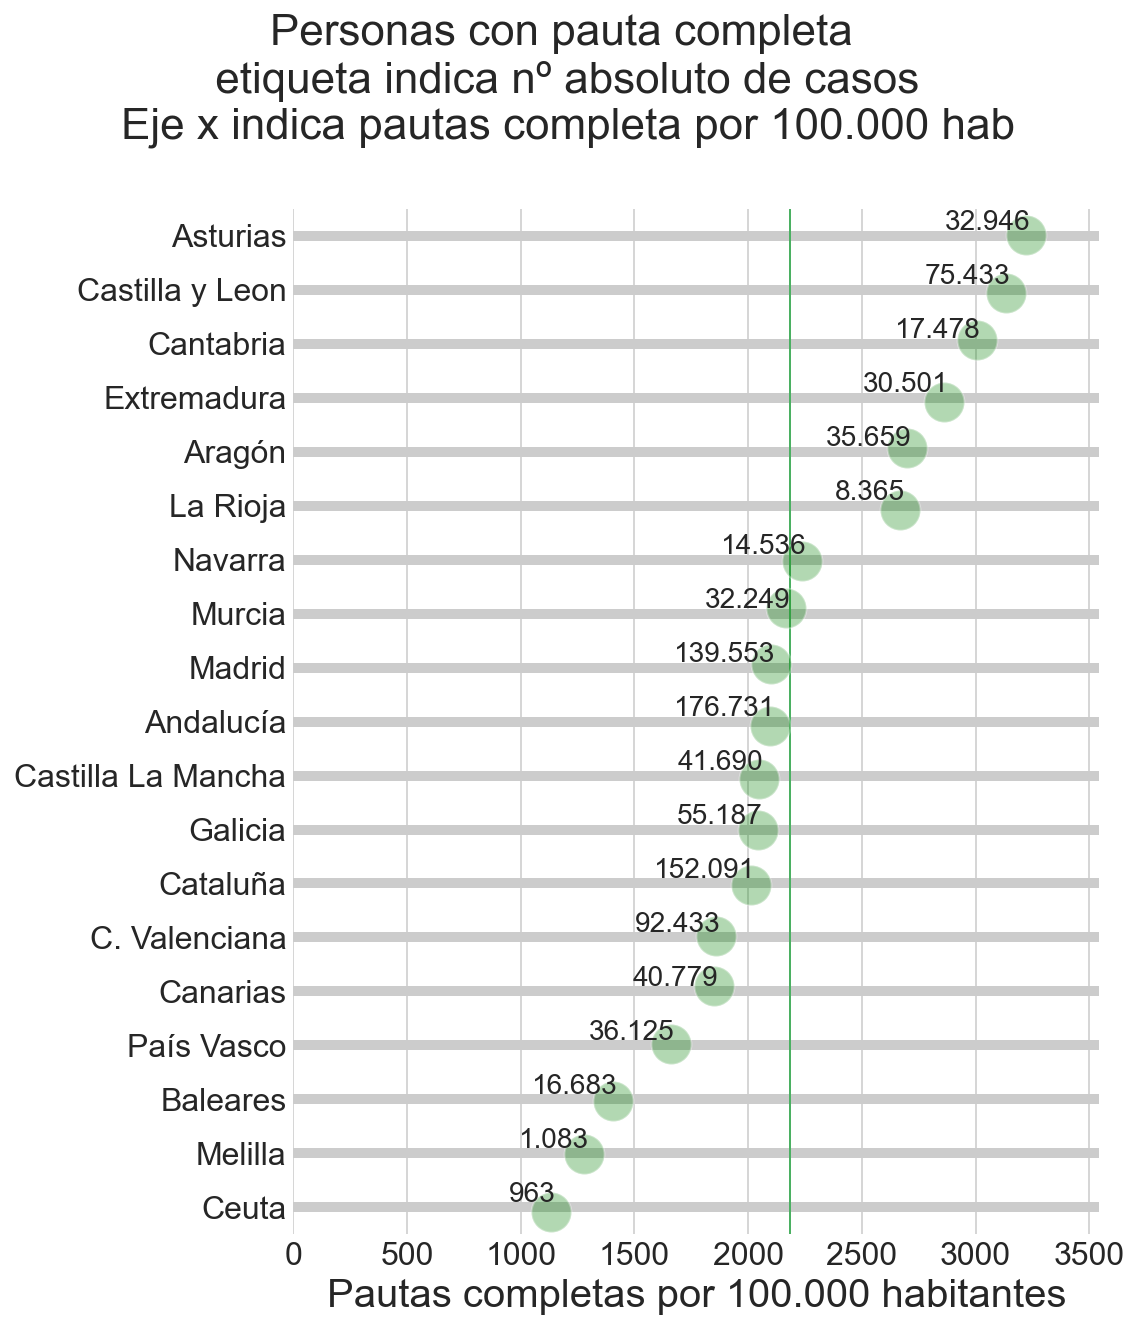 Personas con pauta completa
etiqueta indica nº absoluto de casos
Eje x indica pautas completa por 100.000 hab
Asturias 32.946
Castilla y Leon 75.433
Cantabria 17.478
Extremadura 30.501
Aragón 35.659
La Rioja 8.365
Navarra 14.536
Murcia 32.249
Madrid 139.553
Andalucía 176.731
Castilla La Mancha 41.690
Galicia 55.187
Cataluña 152.091
C. Valenciana 92.433
Canarias 40.779
País Vasco 36.125
Baleares 16.683
Melilla 1.083
Ceuta 963
0 500 1000 1500 2000 2500 3000 3500
Pautas completas por 100.000 habitantes